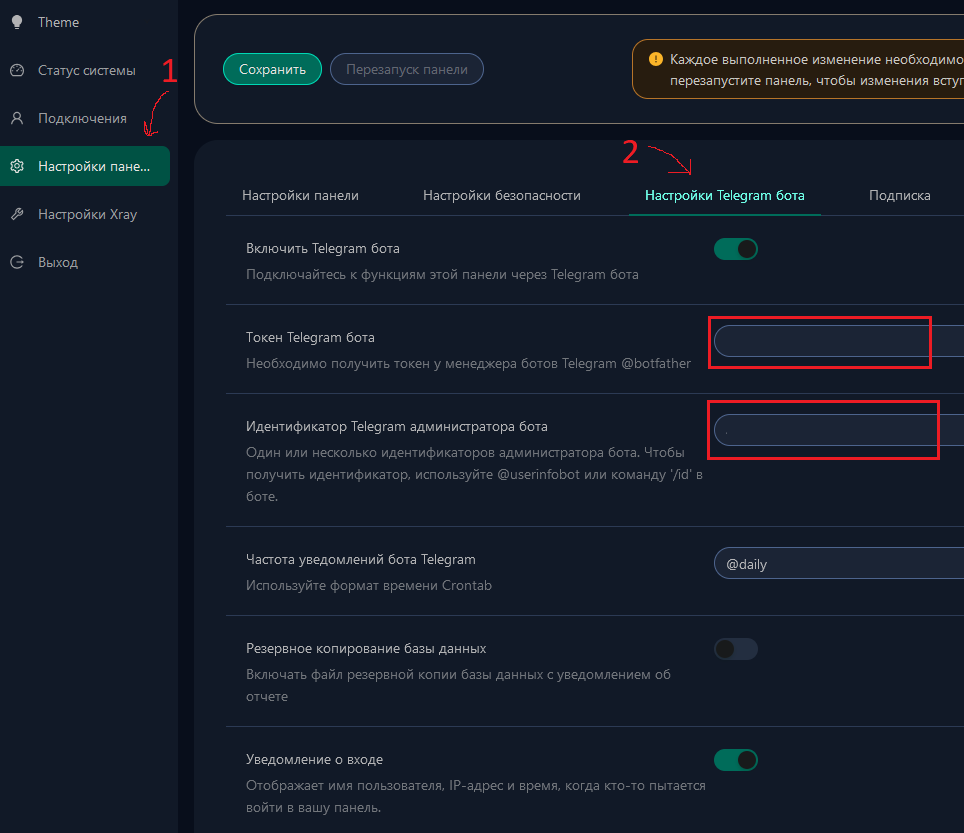 Theme
Статус системы
Подключения
Настройки пане...
Настройки Xray
Выход
1
Сохранить
Перезапуск панели
Каждое выполненное изменение необходимо
перезапустите панель, чтобы изменения вступ
2
Настройки панели
Настройки безопасности
Настройки Telegram бота
Подписка
Включить Telegram бота
Подключайтесь к функциям этой панели через Telegram бота
Токен Telegram бота
Необходимо получить токен у менеджера ботов Telegram @botfather
Идентификатор Telegram администратора бота
Один или несколько идентификаторов администратора бота. Чтобы
получить идентификатор, используйте @userinfobot или команду '/id' в
боте.
Частота уведомлений бота Telegram
Используйте формат времени Crontab
@daily
Резервное копирование базы данных
Включать файл резервной копии базы данных с уведомлением об
отчете
Уведомление о входе
Отображает имя пользователя, IP-адрес и время, когда кто-то пытается
войти в вашу панель.